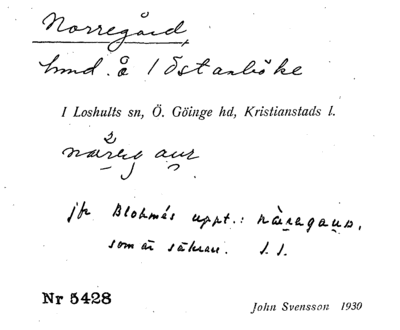 Norregård,
hmd. å 1 Östanböke
I Loshults sn, Ö. Göinge hd, Kristianstads l.
jfr Blohmés uppt.:
som är säkrare. S. S.
Nr 5428
John Svensson 1930